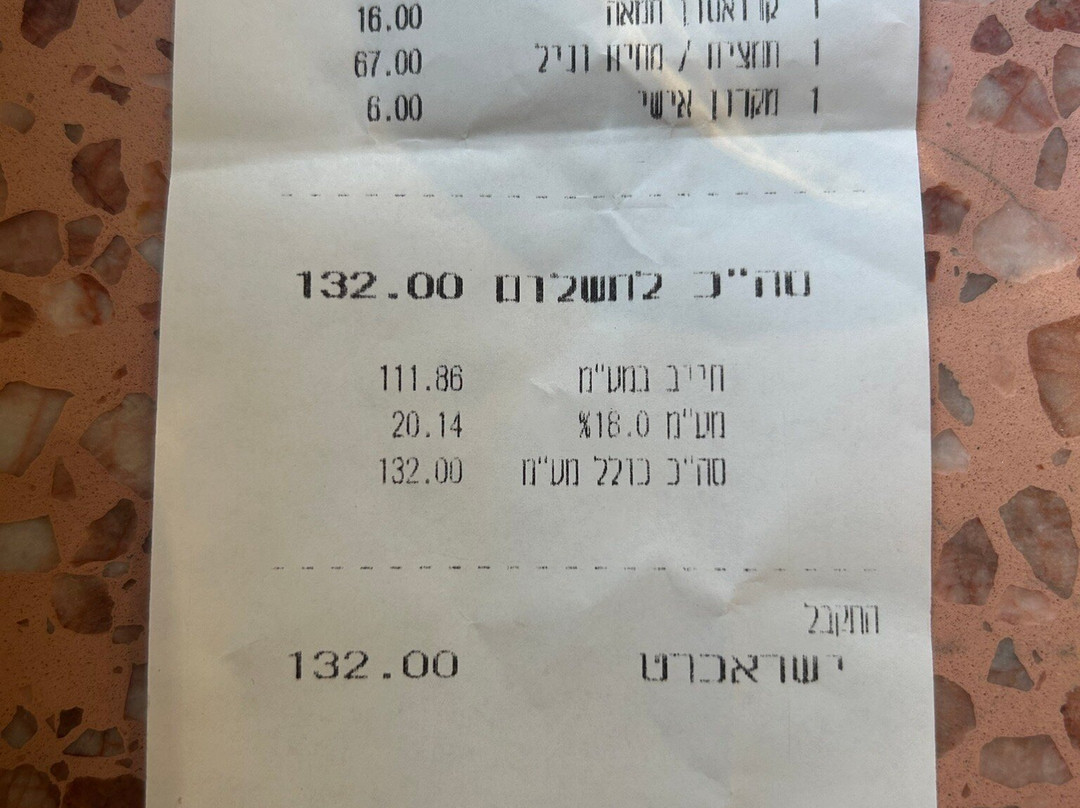 1 קרואסון חמאה 16.00
1 תמצית / מחית וניל 67.00
1 מקרון אישי 6.00
סה"כ לתשלום 132.00
חייב במע"מ 111.86
מע"מ 18.0% 20.14
סה"כ כולל מע"מ 132.00
התקבל
ישראכרט 132.00